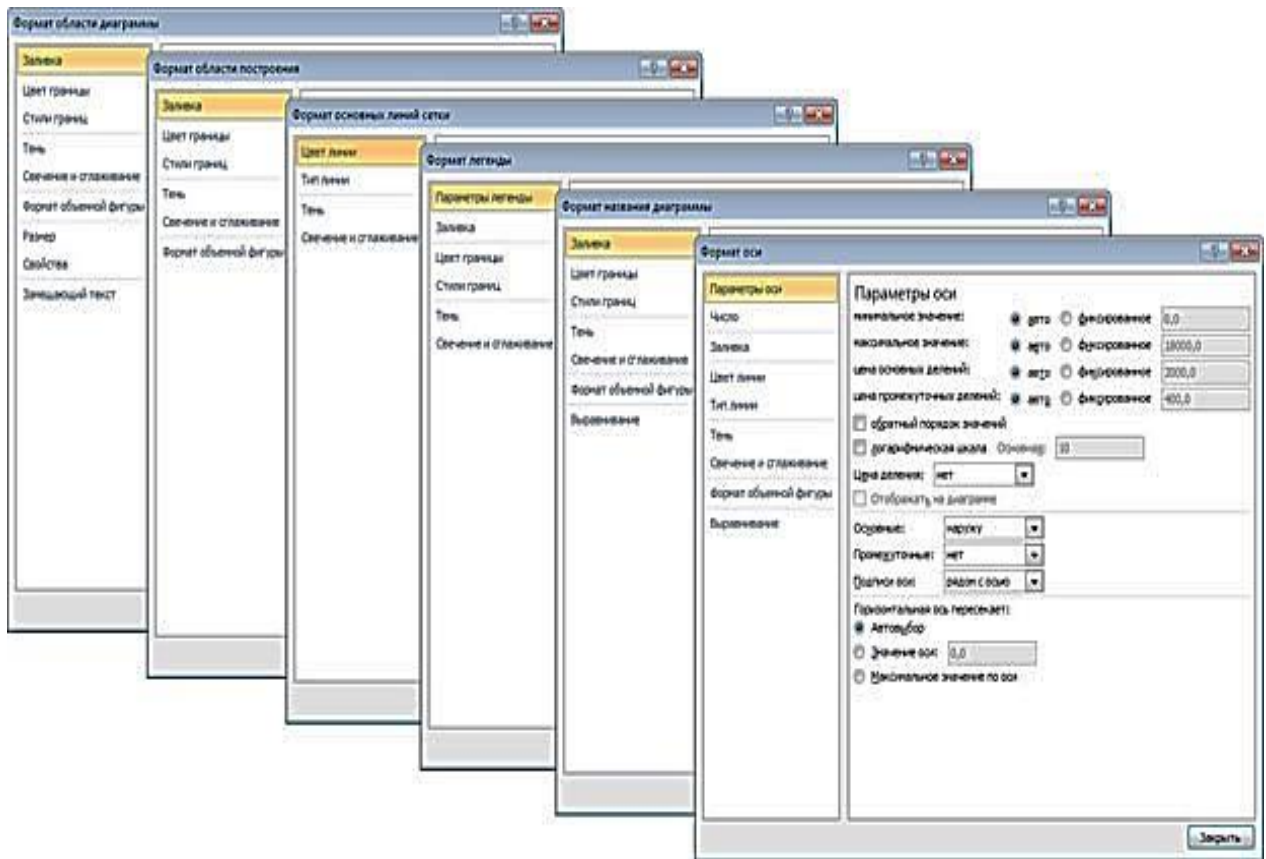 Формат области диаграммы
Заливка
Цвет границы
Стили границ
Тень
Свечение и сглаживание
Формат объемной фигуры
Размер
Свойства
Замещающий текст
Формат области построения
Заливка
Цвет границы
Стили границ
Тень
Свечение и сглаживание
Формат объемной фигуры
Формат основных линий сетки
Цвет линии
Тип линии
Тень
Свечение и сглаживание
Формат легенды
Параметры легенды
Заливка
Цвет границы
Стили границ
Тень
Свечение и сглаживание
Формат названия диаграммы
Заливка
Цвет границы
Стили границ
Тень
Свечение и сглаживание
Формат объемной фигуры
Выравнивание
Формат оси
Параметры оси
Число
Заливка
Цвет линии
Тип линии
Тень
Свечение и сглаживание
Формат объемной фигуры
Выравнивание
Параметры оси
минимальное значение: авто фиксированное 0,0
максимальное значение: авто фиксированное 18000,0
цена основных делений: авто фиксированное 2000,0
цена промежуточных делений: авто фиксированное 400,0
обратный порядок значений
логарифмическая шкала Основная: 10
Цена деления: нет
Отображать на диаграмме
Основные: наружу
Промежуточные: нет
Подписи оси: рядом с осью
Горизонтальная ось пересекает:
Автовыбор
Значение оси: 0,0
Максимальное значение по оси
Закрыть